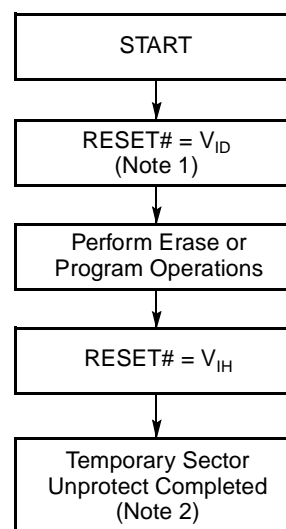 START
RESET# = V_ID
(Note 1)
Perform Erase or
Program Operations
RESET# = V_IH
Temporary Sector
Unprotect Completed
(Note 2)